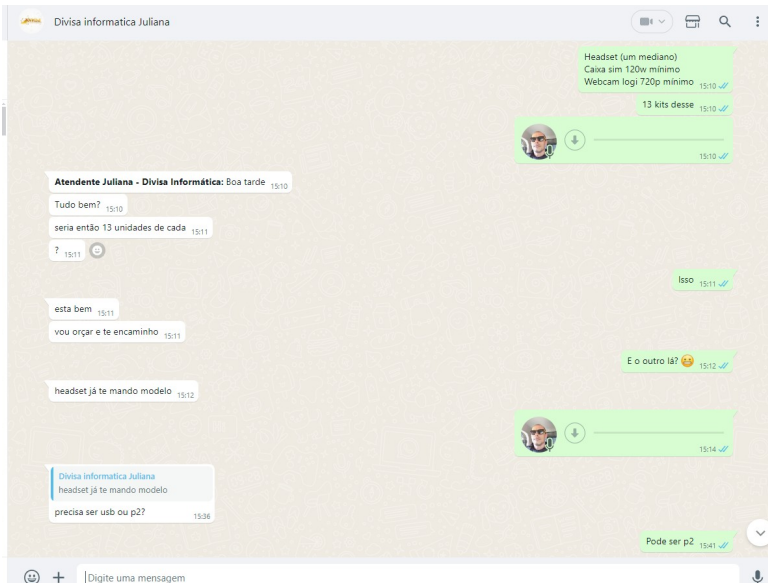 Divisa informatica Juliana
Headset (um mediano)
Caixa sim 120w mínimo
Webcam logi 720p mínimo 15:10
13 kits desse 15:10
15:10
Atendente Juliana - Divisa Informática: Boa tarde 15:10
Tudo bem? 15:10
seria então 13 unidades de cada 15:11
? 15:11
Isso 15:11
esta bem 15:11
vou orçar e te encaminho 15:11
E o outro lá? 😁 15:12
headset já te mando modelo 15:12
15:14
Divisa informatica Juliana
headset já te mando modelo
precisa ser usb ou p2? 15:36
Pode ser p2 15:41
Digite uma mensagem